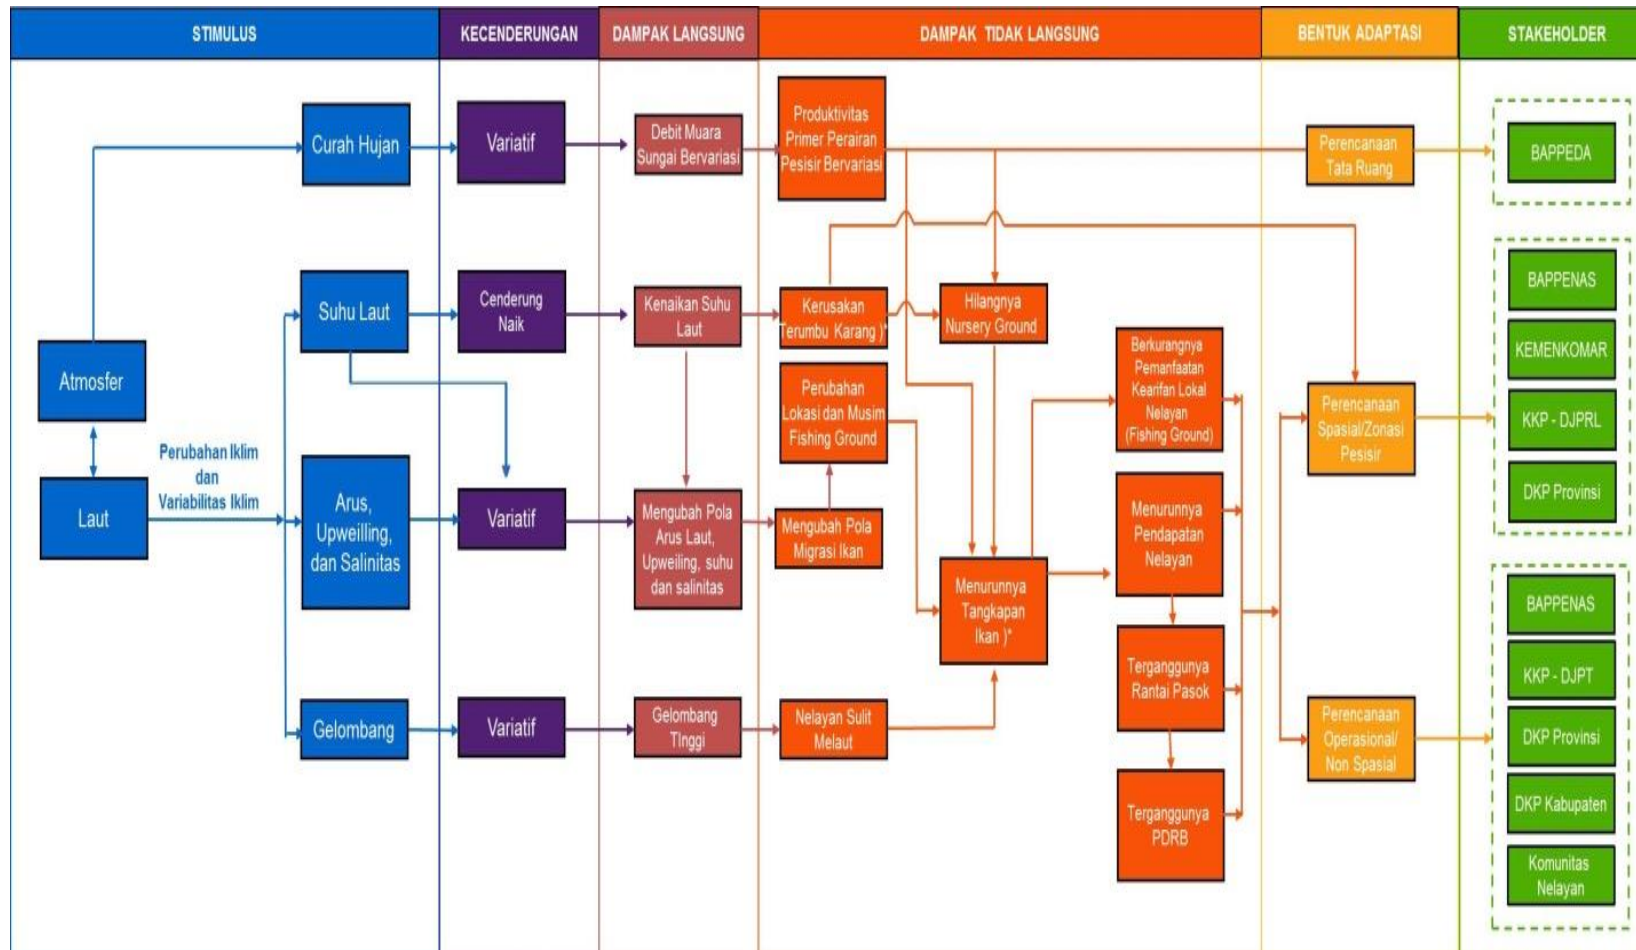 STIMULUS
KECENDERUNGAN
DAMPAK LANGSUNG
DAMPAK TIDAK LANGSUNG
BENTUK ADAPTASI
STAKEHOLDER
Atmosfer
Laut
Perubahan Iklim
dan
Variabilitas Iklim
Curah Hujan
Suhu Laut
Arus,
Upweilling,
dan Salinitas
Gelombang
Variatif
Cenderung
Naik
Variatif
Variatif
Debit Muara
Sungai Bervariasi
Kenaikan Suhu
Laut
Mengubah Pola
Arus Laut,
Upweiling, suhu
dan salinitas
Gelombang
TInggi
Produktivitas
Primer Perairan
Pesisir Bervariasi
Kerusakan
Terumbu Karang )*
Perubahan
Lokasi dan Musim
Fishing Ground
Mengubah Pola
Migrasi Ikan
Nelayan Sulit
Melaut
Hilangnya
Nursery Ground
Menurunnya
Tangkapan
Ikan )*
Berkurangnya
Pemanfaatan
Kearifan Lokal
Nelayan
(Fishing Ground)
Menurunnya
Pendapatan
Nelayan
Terganggunya
Rantai Pasok
Terganggunya
PDRB
Perencanaan
Tata Ruang
Perencanaan
Spasial/Zonasi
Pesisir
Perencanaan
Operasional/
Non Spasial
BAPPEDA
BAPPENAS
KEMENKOMAR
KKP - DJPRL
DKP Provinsi
BAPPENAS
KKP - DJPT
DKP Provinsi
DKP Kabupaten
Komunitas
Nelayan